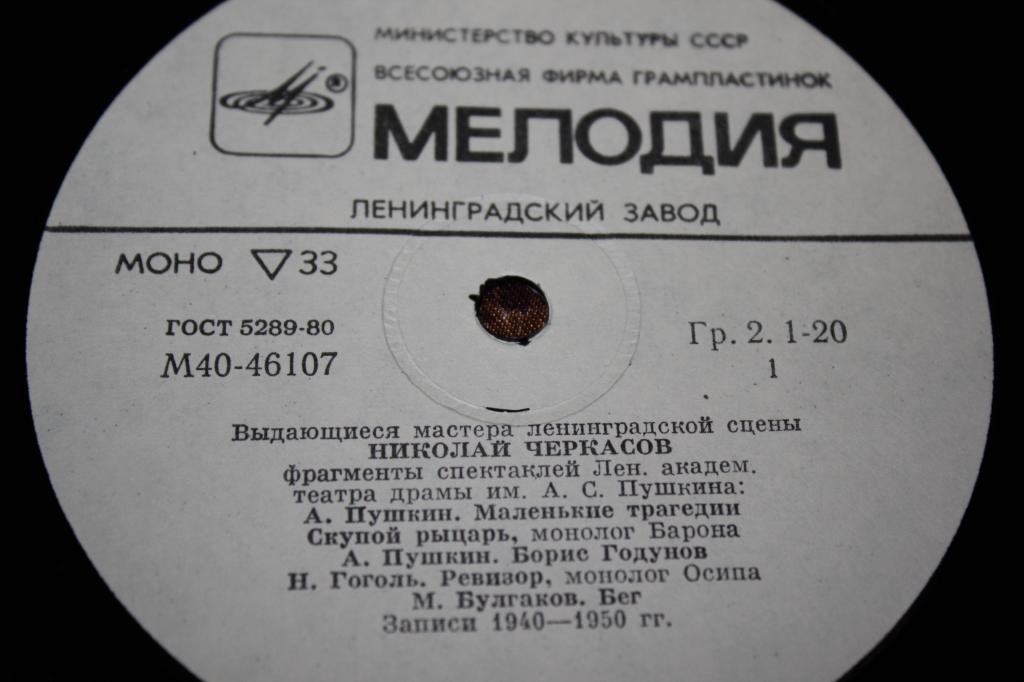 МИНИСТЕРСТВО КУЛЬТУРЫ СССР
ВСЕСОЮЗНАЯ ФИРМА ГРАМПЛАСТИНОК
®
МЕЛОДИЯ
ЛЕНИНГРАДСКИЙ ЗАВОД
МОНО ▽ 33
ГОСТ 5289-80
М40-46107
Гр. 2. 1-20
1
Выдающиеся мастера ленинградской сцены
НИКОЛАЙ ЧЕРКАСОВ
фрагменты спектаклей Лен. академ.
театра драмы им. А. С. Пушкина:
А. Пушкин. Маленькие трагедии
Скупой рыцарь, монолог Барона
А. Пушкин. Борис Годунов
Н. Гоголь. Ревизор, монолог Осипа
М. Булгаков. Бег
Записи 1940—1950 гг.